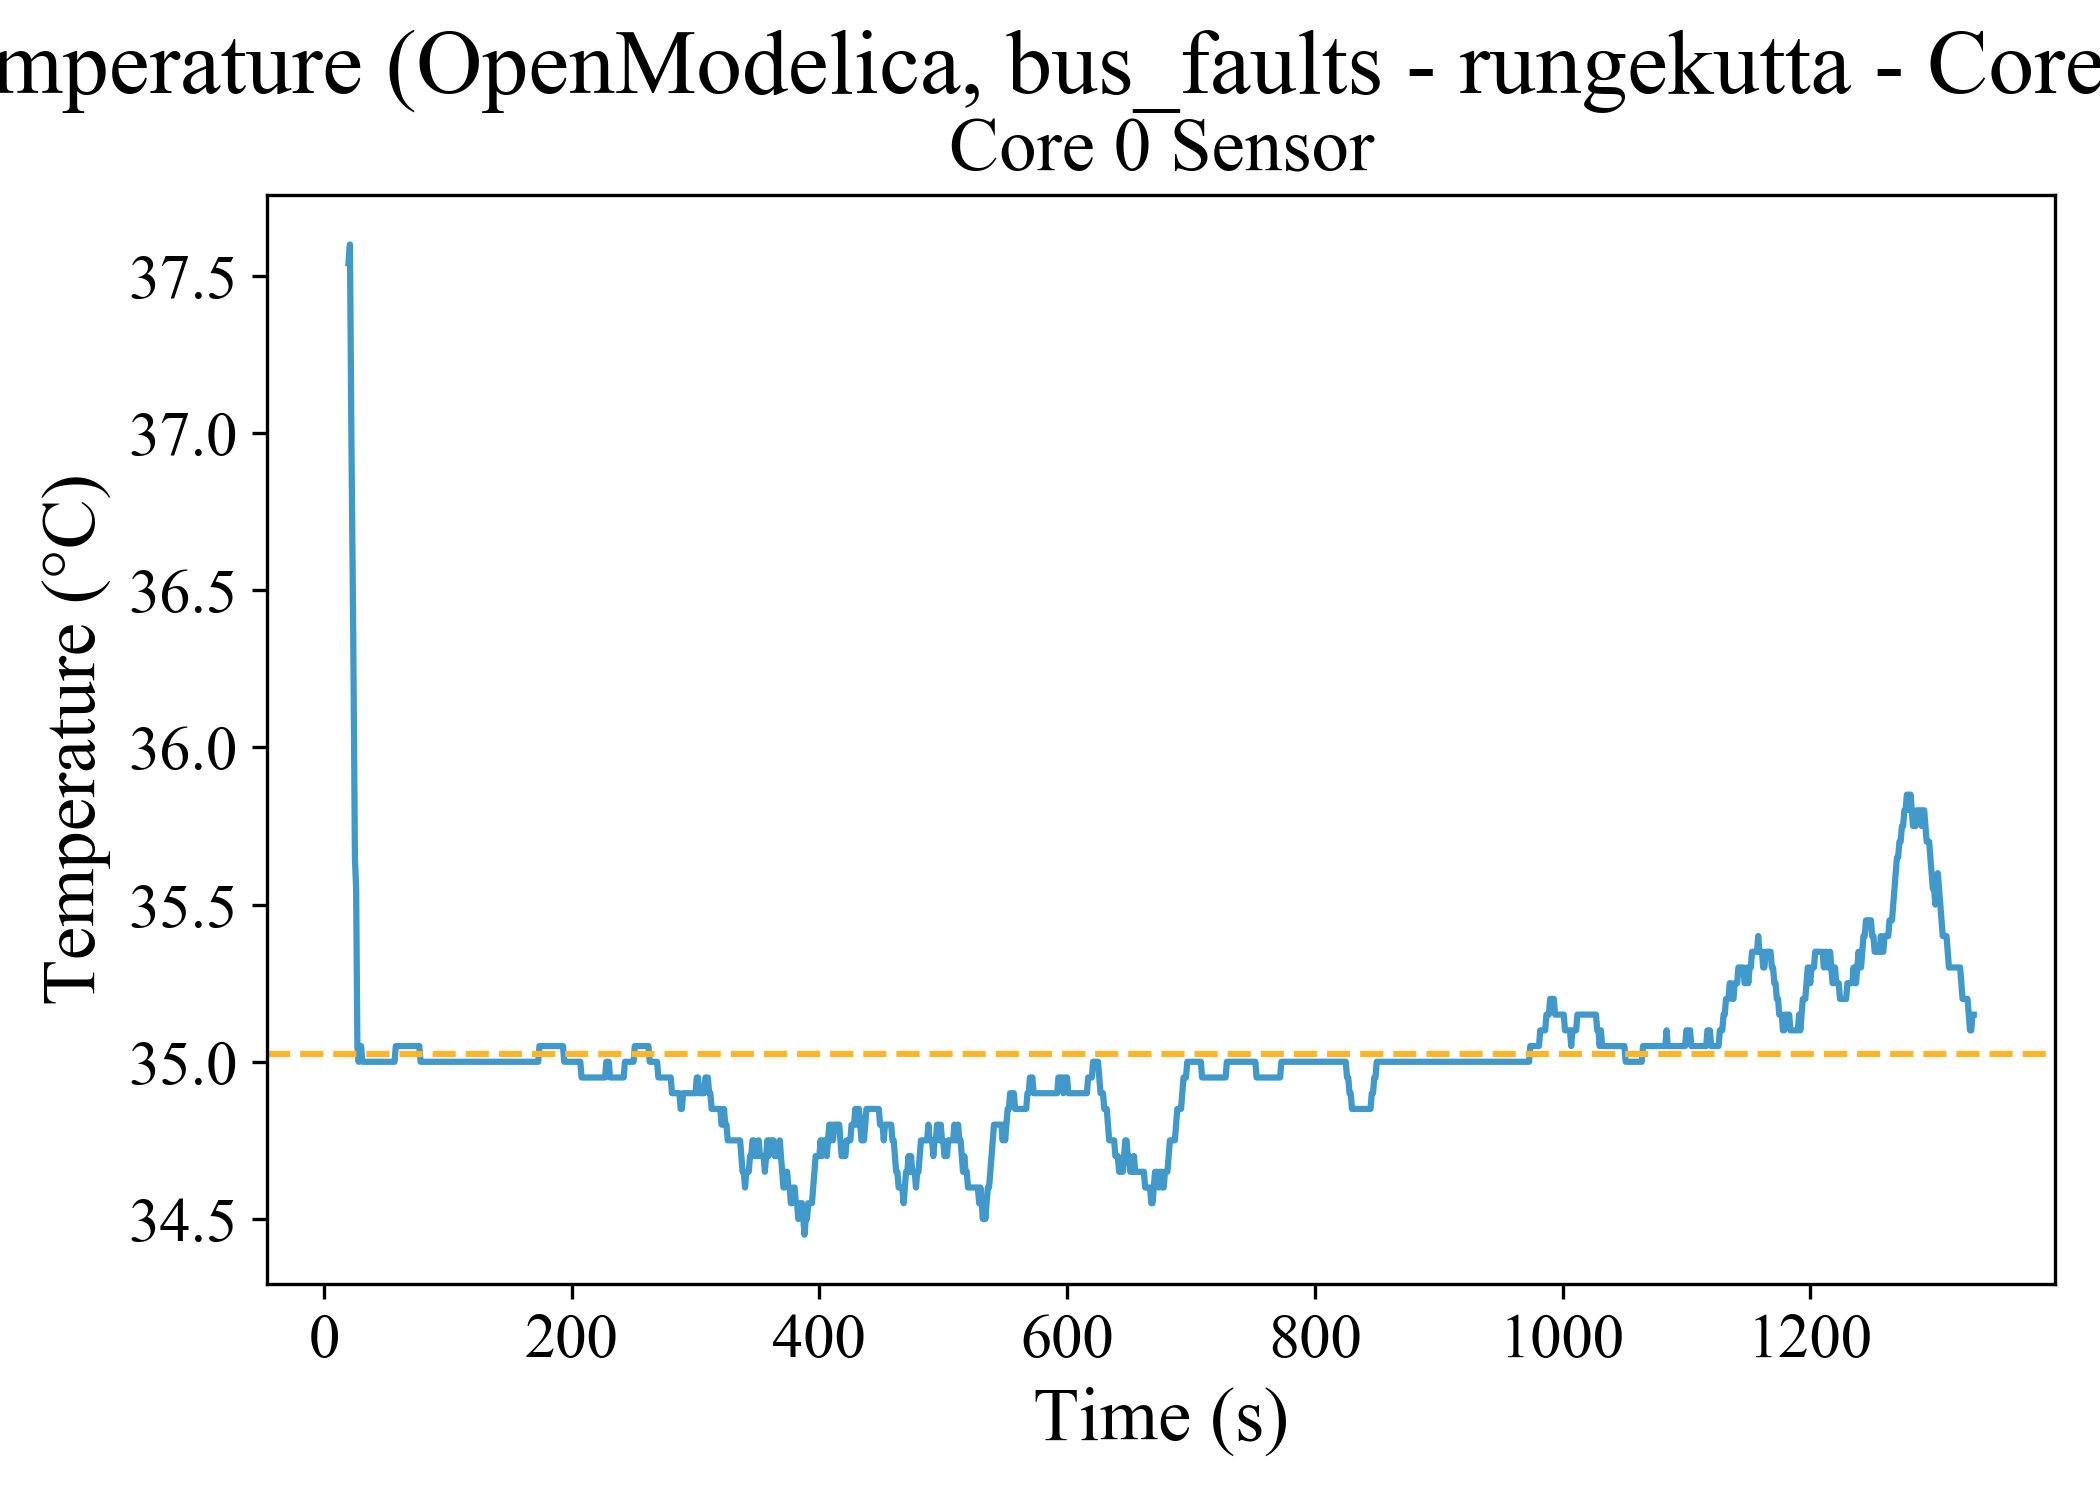 mperature (OpenModelica, bus_faults - rungekutta - Core
Core 0 Sensor
37.5
37.0
36.5
36.0
35.5
35.0
34.5
Temperature (°C)
0 200 400 600 800 1000 1200
Time (s)